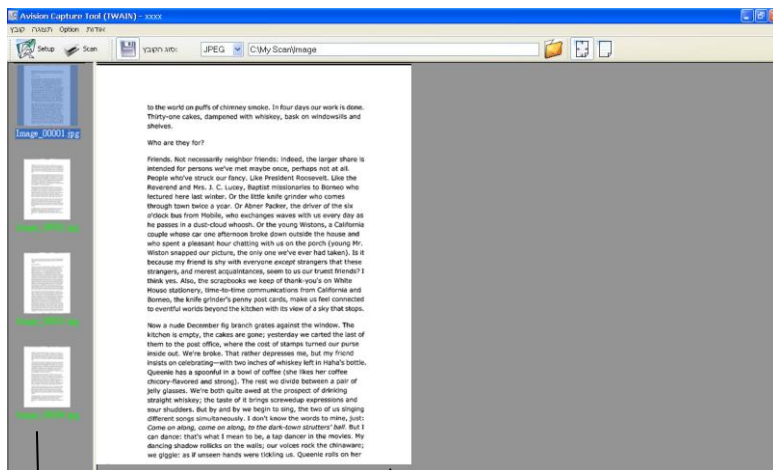 Avision Capture Tool (TWAIN) - xxxx
קובץ תמונה Option אודות
Setup Scan סוג הקובץ: JPEG C:\My Scan\Image
Image_00001.jpg
to the world on puffs of chimney smoke. In four days our work is done.
Thirty-one cakes, dampened with whiskey, bask on windowsills and
shelves.
Who are they for?
Friends. Not necessarily neighbor friends: indeed, the larger share is
intended for persons we've met maybe once, perhaps not at all.
People who've struck our fancy. Like President Roosevelt. Like the
Reverend and Mrs. J. C. Lucey, Baptist missionaries to Borneo who
lectured here last winter. Or the little knife grinder who comes
through town twice a year. Or Abner Packer, the driver of the six
o'clock bus from Mobile, who exchanges waves with us every day as
he passes in a dust-cloud whoosh. Or the young Wistons, a California
couple whose car one afternoon broke down outside the house and
who spent a pleasant hour chatting with us on the porch (young Mr.
Wiston snapped our picture, the only one we've ever had taken). Is it
because my friend is shy with everyone except strangers that these
strangers, and merest acquaintances, seem to us our truest friends? I
think yes. Also, the scrapbooks we keep of thank-you's on White
House stationery, time-to-time communications from California and
Borneo, the knife grinder's penny post cards, make us feel connected
to eventful worlds beyond the kitchen with its view of a sky that stops.
Now a nude December fig branch grates against the window. The
kitchen is empty, the cakes are gone; yesterday we carted the last of
them to the post office, where the cost of stamps turned our purse
inside out. We're broke. That rather depresses me, but my friend
insists on celebrating—with two inches of whiskey left in Haha's bottle.
Queenie has a spoonful in a bowl of coffee (she likes her coffee
chicory-flavored and strong). The rest we divide between a pair of
jelly glasses. We're both quite awed at the prospect of drinking
straight whiskey; the taste of it brings screwedup expressions and
sour shudders. But by and by we begin to sing, the two of us singing
different songs simultaneously. I don't know the words to mine, just:
Come on along, come on along, to the dark-town strutters' ball. But I
can dance: that's what I mean to be, a tap dancer in the movies. My
dancing shadow rollicks on the walls; our voices rock the chinaware;
we giggle: as if unseen hands were tickling us. Queenie rolls on her